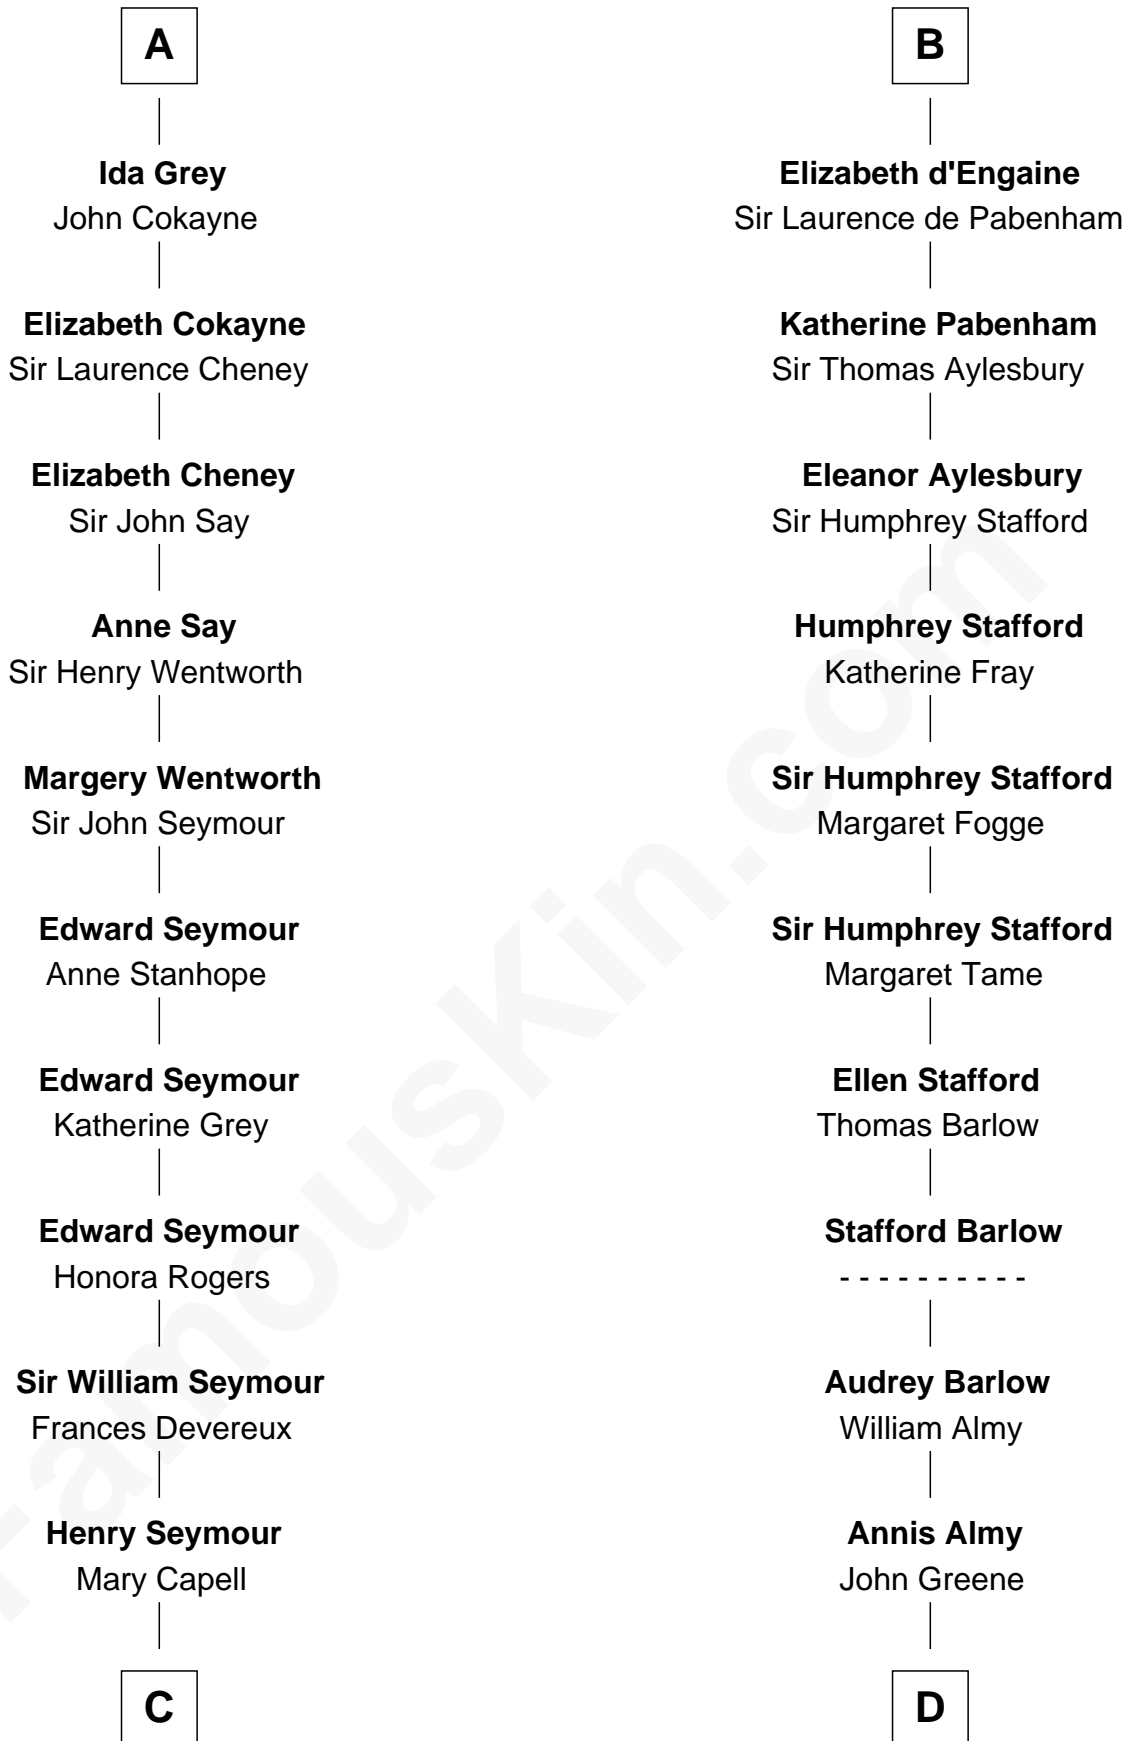 A
Ida Grey
John Cokayne
Elizabeth Cokayne
Sir Laurence Cheney
Elizabeth Cheney
Sir John Say
Anne Say
Sir Henry Wentworth
Margery Wentworth
Sir John Seymour
Edward Seymour
Anne Stanhope
Edward Seymour
Katherine Grey
Edward Seymour
Honora Rogers
Sir William Seymour
Frances Devereux
Henry Seymour
Mary Capell
C
B
Elizabeth d'Engaine
Sir Laurence de Pabenham
Katherine Pabenham
Sir Thomas Aylesbury
Eleanor Aylesbury
Sir Humphrey Stafford
Humphrey Stafford
Katherine Fray
Sir Humphrey Stafford
Margaret Fogge
Sir Humphrey Stafford
Margaret Tame
Ellen Stafford
Thomas Barlow
Stafford Barlow
- - - - - - - - - -
Audrey Barlow
William Almy
Annis Almy
John Greene
D
FamousKin.com